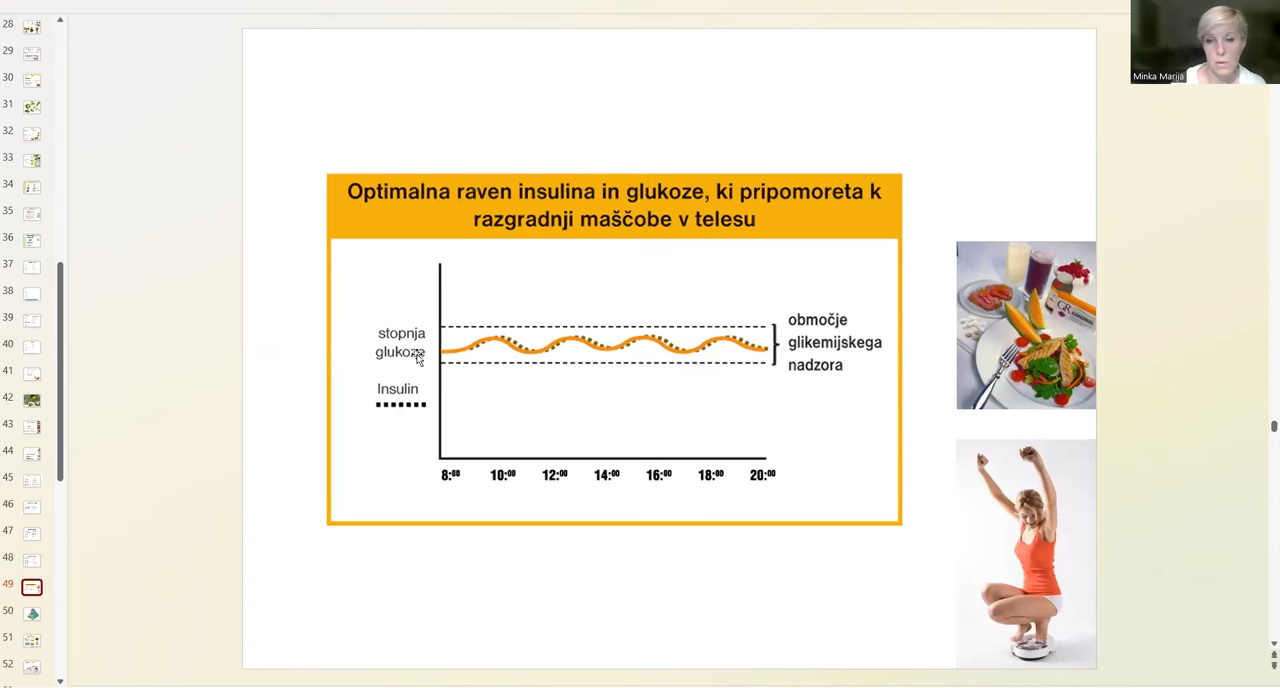 28
29
30
31
32
33
34
35
36
37
38
39
40
41
42
43
44
45
46
47
48
49
50
51
52
Minka Marija
Optimalna raven insulina in glukoze, ki pripomoreta k
razgradnji maščobe v telesu
stopnja
glukoze
Insulin
območje
glikemijskega
nadzora
8:00 10:00 12:00 14:00 16:00 18:00 20:00
GR